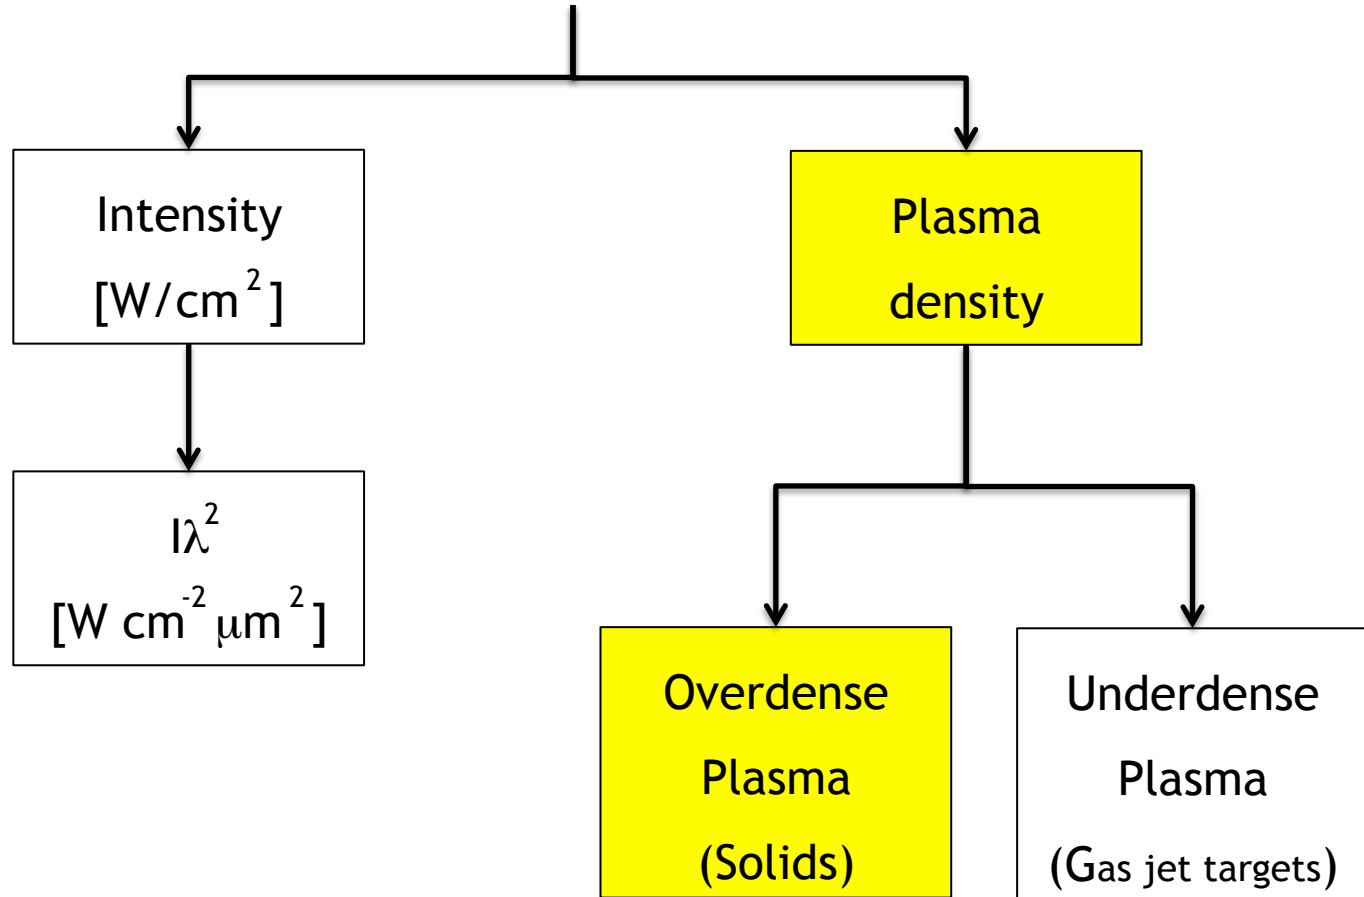 Intensity
[W/cm²]
Plasma
density
Iλ²
[W cm⁻² μm²]
Overdense
Plasma
(Solids)
Underdense
Plasma
(Gas jet targets)